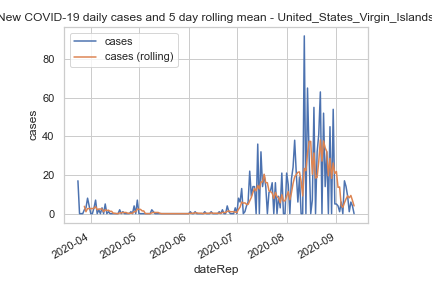 New COVID-19 daily cases and 5 day rolling mean - United_States_Virgin_Islands
cases
cases (rolling)
cases
80
60
40
20
0
2020-04
2020-05
2020-06
2020-07
2020-08
2020-09
dateRep